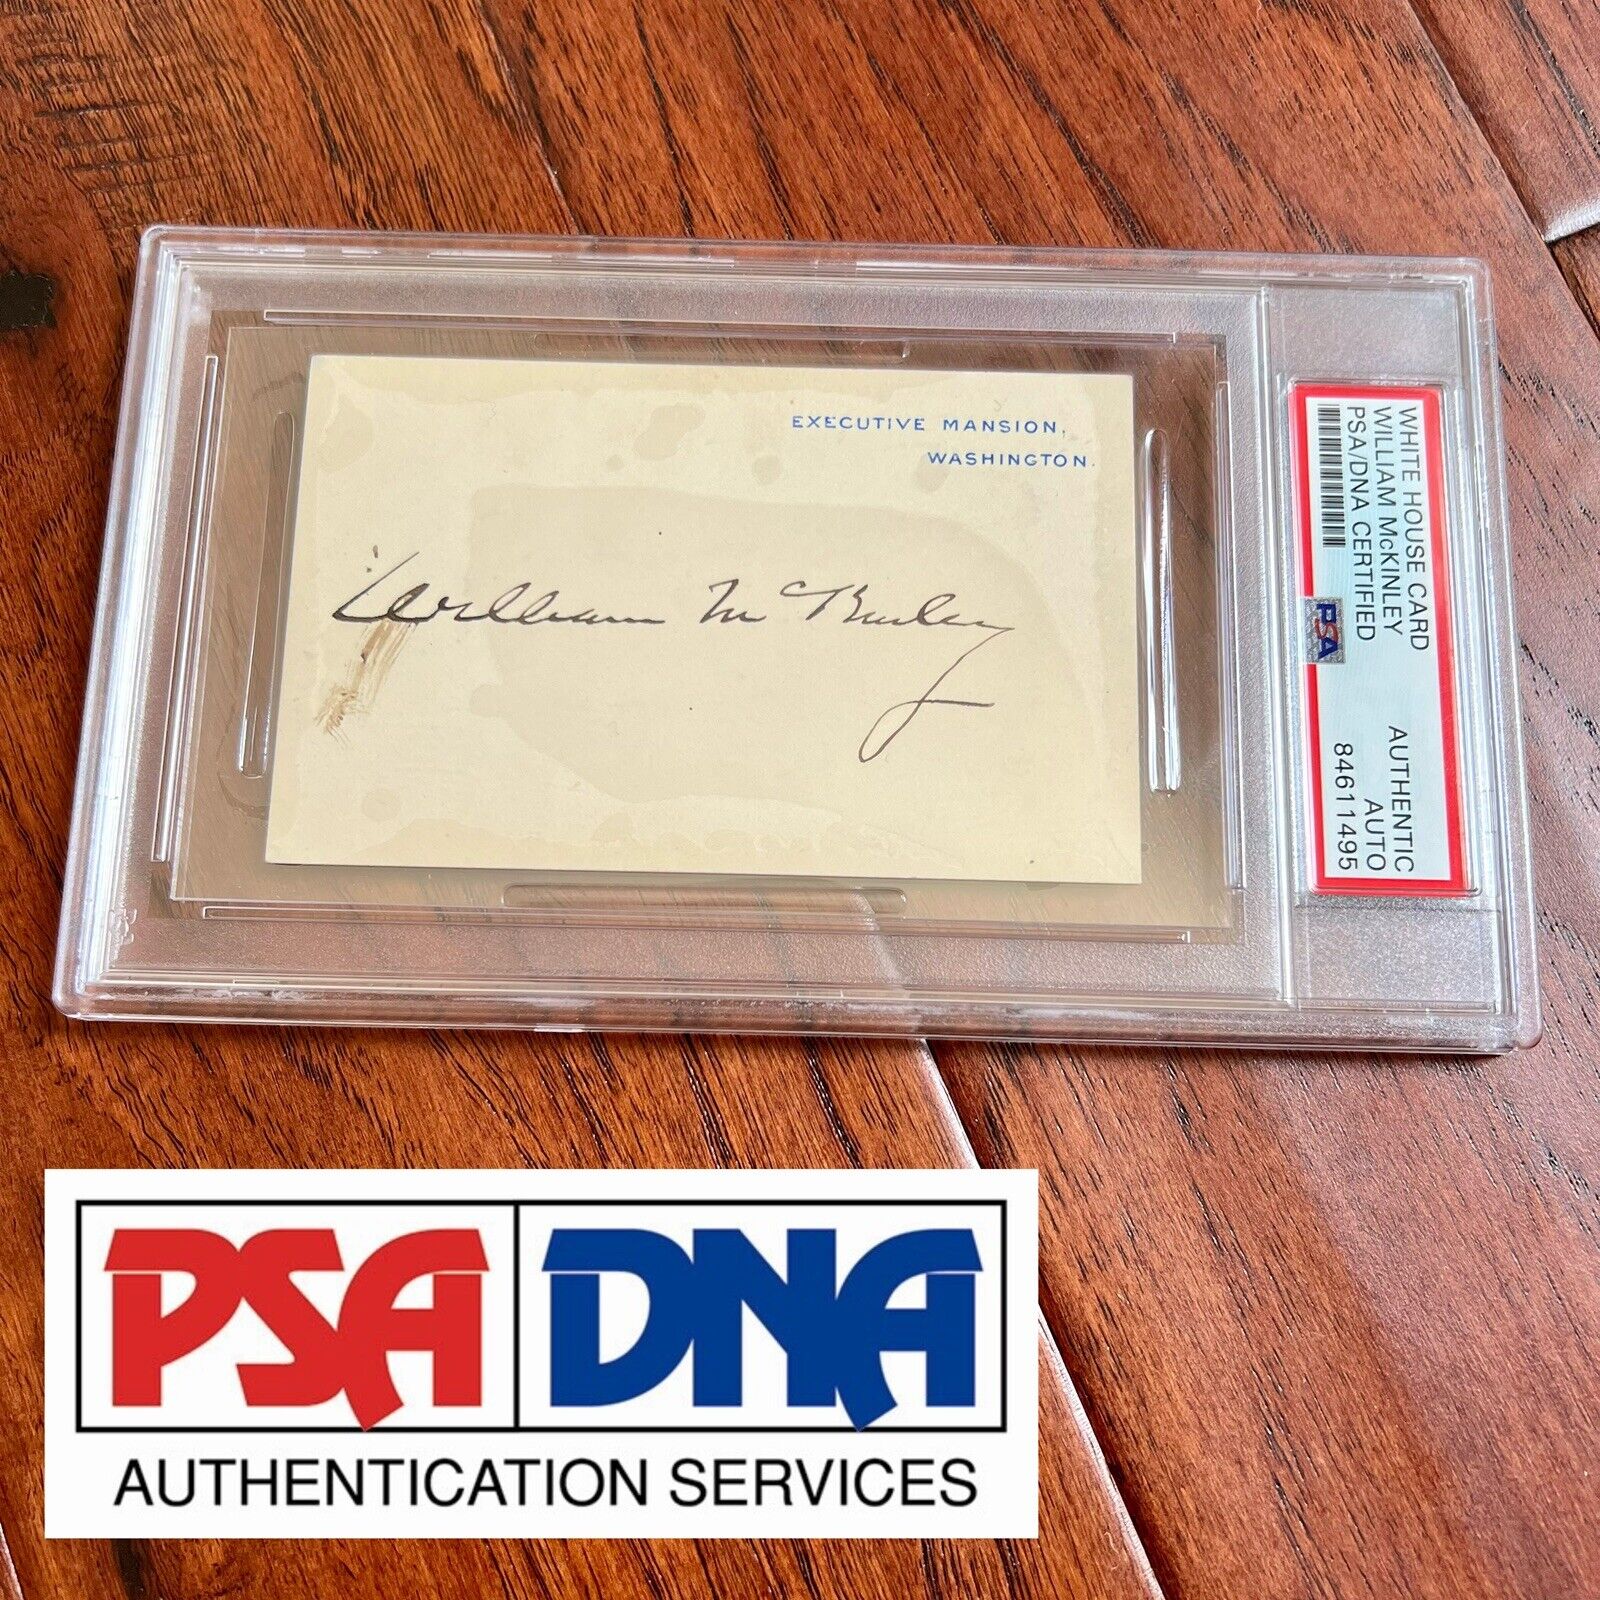 EXECUTIVE MANSION,
WASHINGTON.
William McKinley
WHITE HOUSE CARD
WILLIAM McKINLEY
PSA/DNA CERTIFIED
PSA
AUTHENTIC
AUTO
84611495
PSA DNA
AUTHENTICATION SERVICES